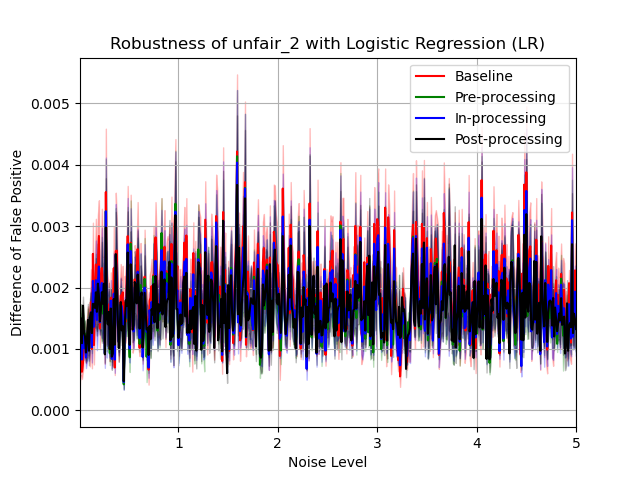 Robustness of unfair_2 with Logistic Regression (LR)
Baseline
Pre-processing
In-processing
Post-processing
Difference of False Positive
0.005
0.004
0.003
0.002
0.001
0.000
1 2 3 4 5
Noise Level